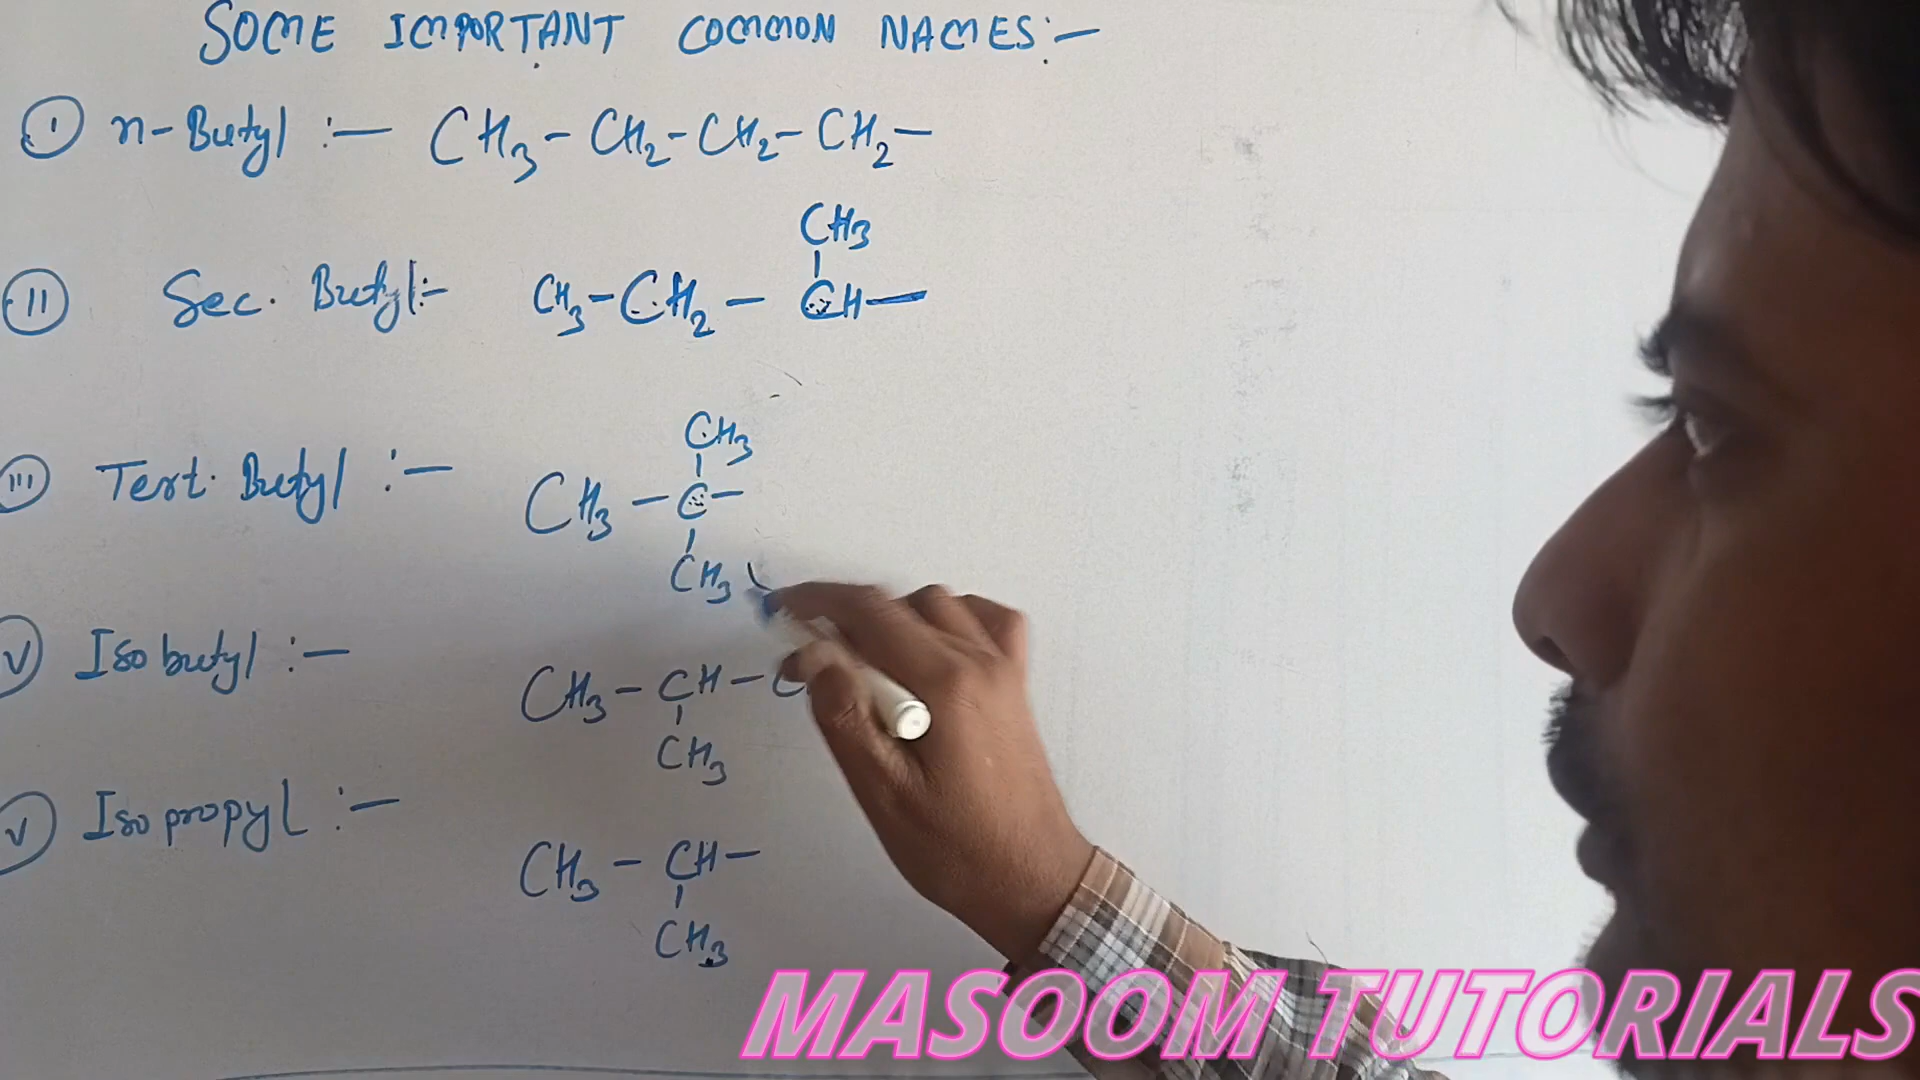 SOME IMPORTANT COMMON NAMES:-
I n-Butyl :- CH3-CH2-CH2-CH2-
CH3
II Sec. Butyl:- CH3-CH2-CH-
CH3
III Tert. Butyl :- CH3-C-
CH3
V Isobutyl :- CH3-CH-
CH3
V Isopropyl :- CH3-CH-
CH3
MASOOM TUTORIALS